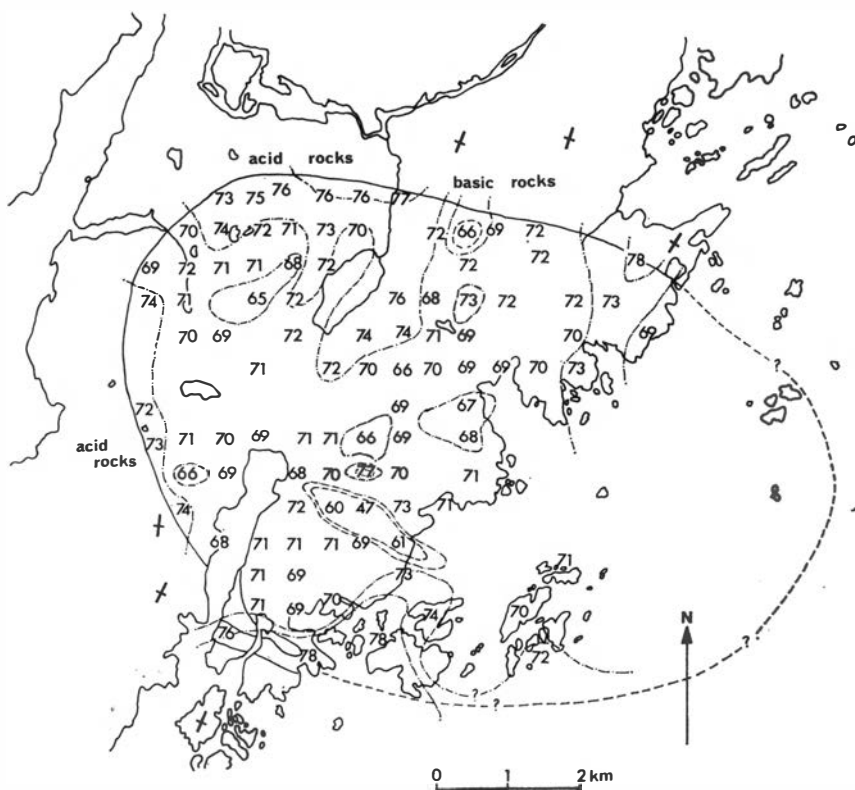 acid rocks
76
73 75 76 76 77
basic rocks
70 74 72 71 73 70 72 66 69 72
69 72 71 71 68 72 72 72 78
74 71 65 72 76 68 73 72 72 73
70 69 72 74 74 71 69 70 69
71 72 70 66 70 69 69 70 73
?
72 69 67
acid rocks
73 71 70 69 71 71 66 69 68
66 69 68 70 77 70 71
74 72 60 47 73 71
68 71 71 71 69 61
71 69 73 71
71 69 70 74 70
N
76 78 78 72
?
? ?
0 1 2 km